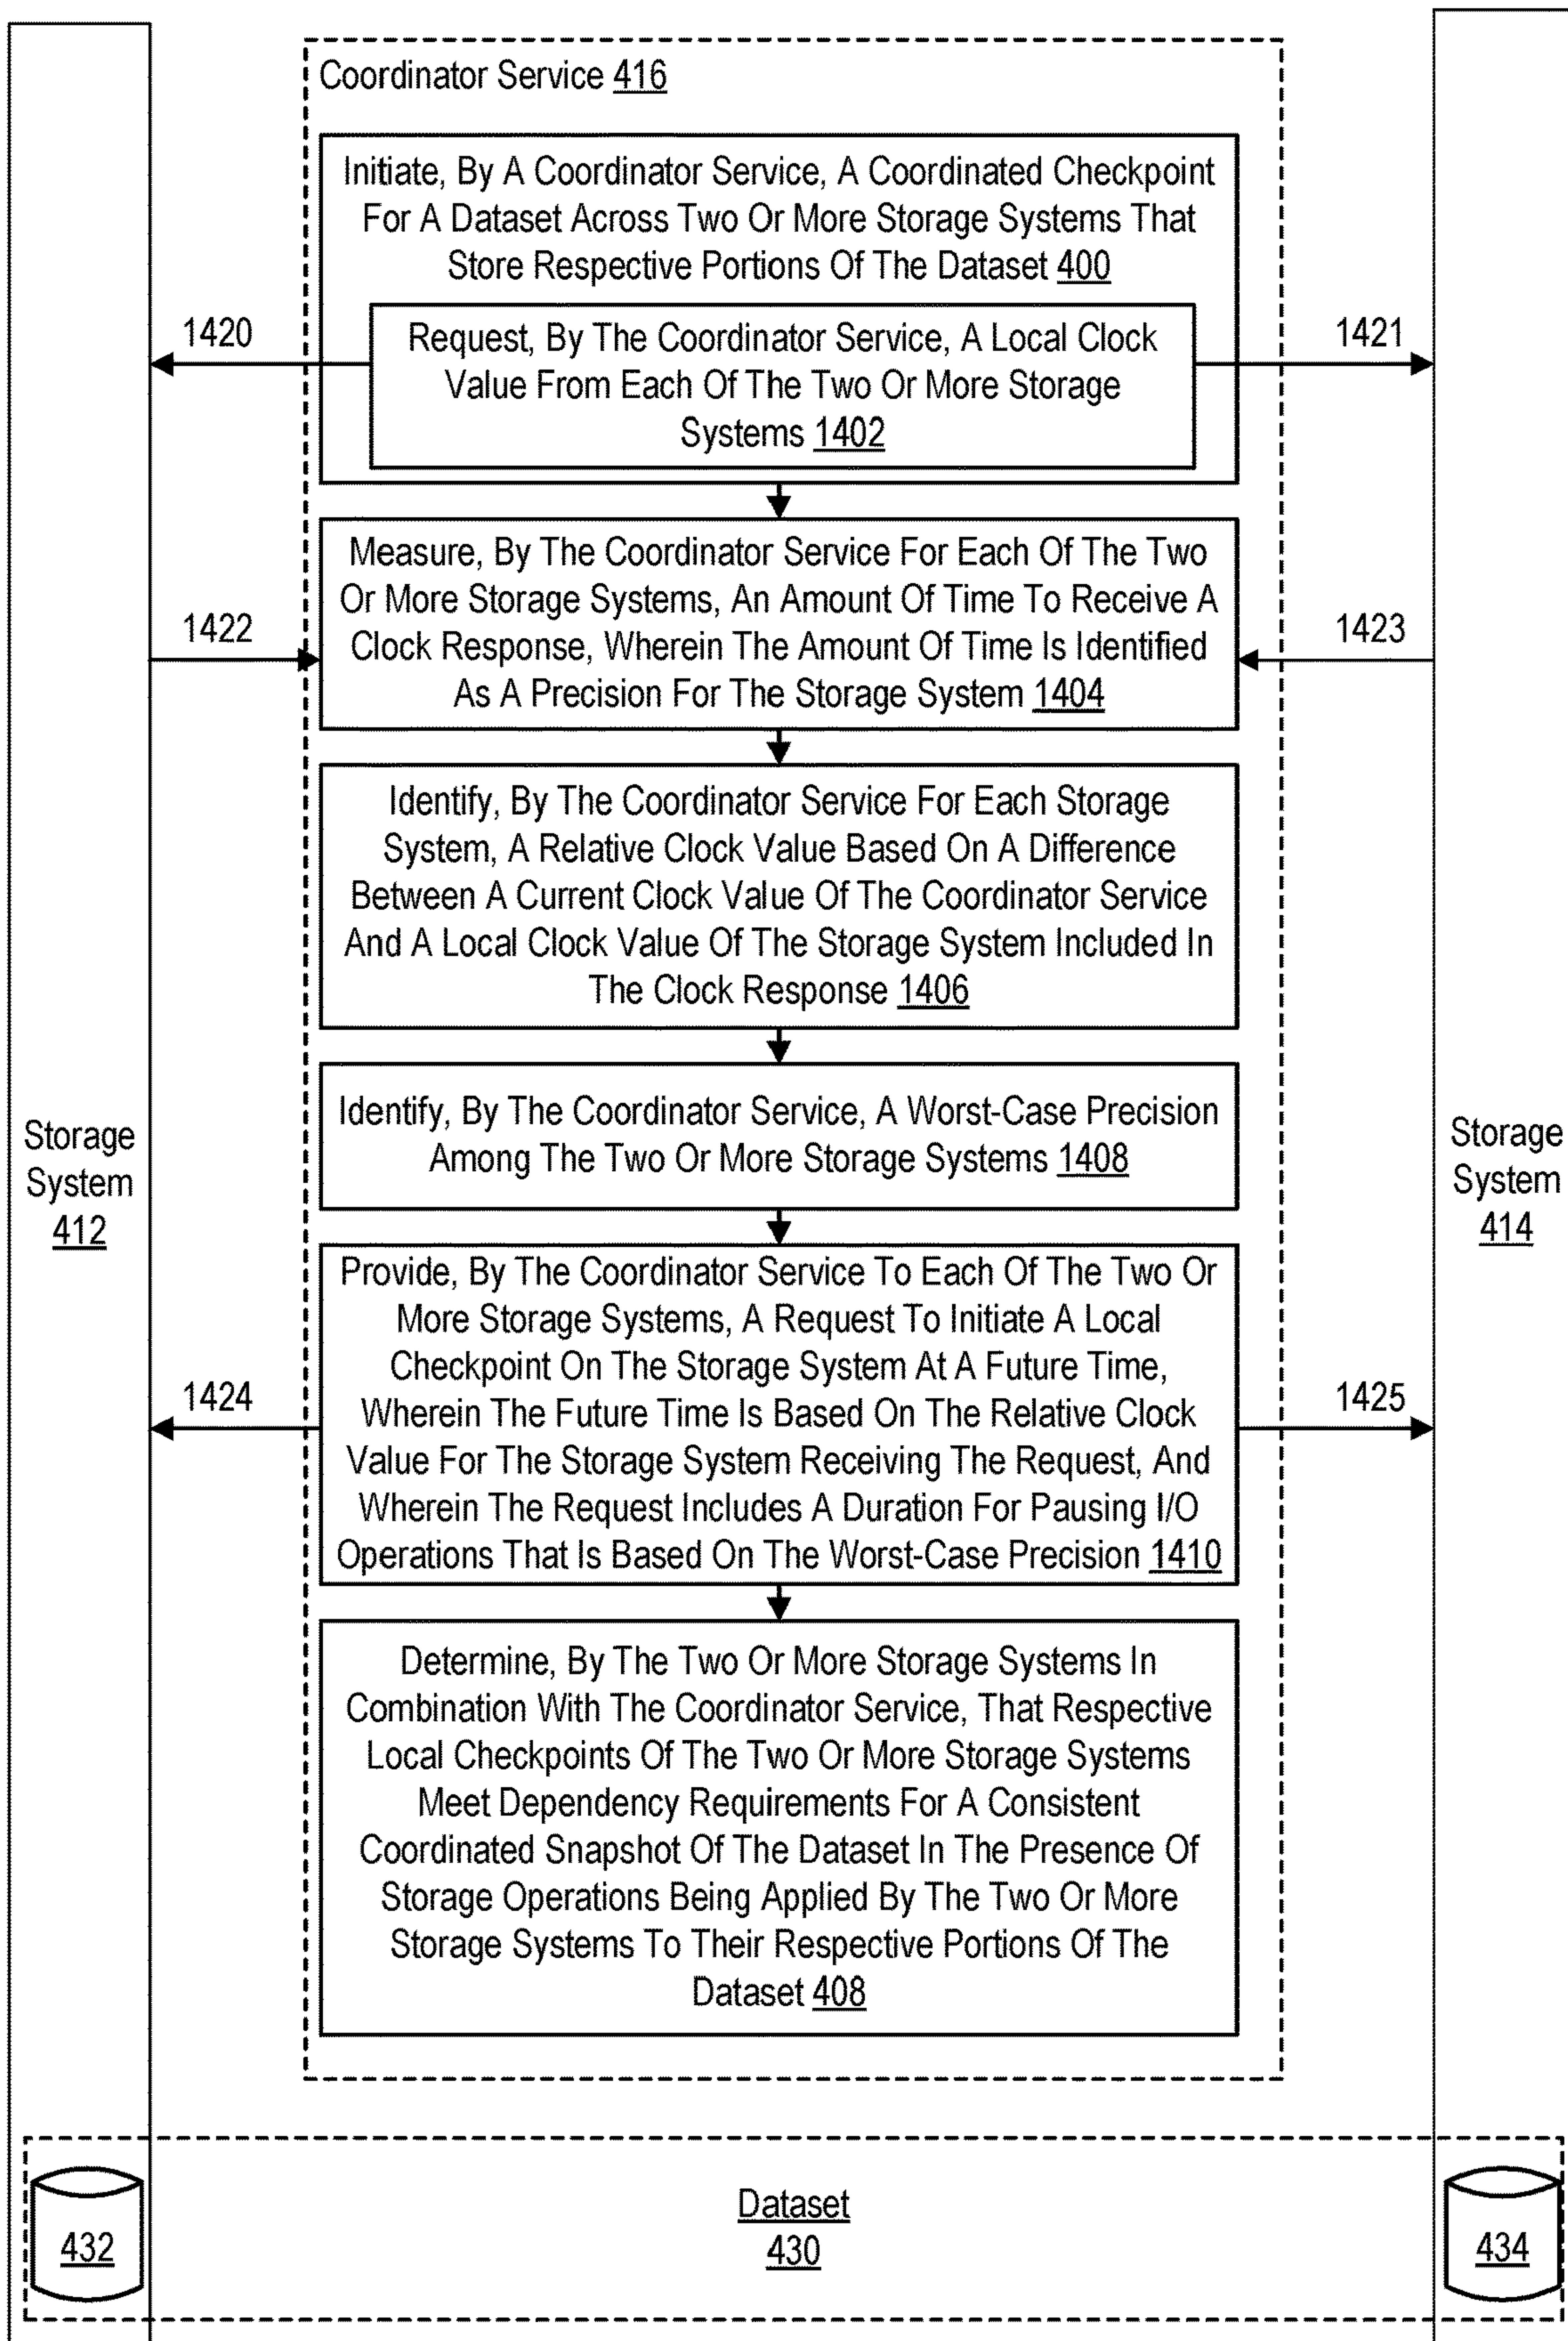 Coordinator Service 416
Initiate, By A Coordinator Service, A Coordinated Checkpoint
For A Dataset Across Two Or More Storage Systems That
Store Respective Portions Of The Dataset 400
1420
Request, By The Coordinator Service, A Local Clock
Value From Each Of The Two Or More Storage
Systems 1402
1421
Measure, By The Coordinator Service For Each Of The Two
Or More Storage Systems, An Amount Of Time To Receive A
Clock Response, Wherein The Amount Of Time Is Identified
As A Precision For The Storage System 1404
1422
1423
Identify, By The Coordinator Service For Each Storage
System, A Relative Clock Value Based On A Difference
Between A Current Clock Value Of The Coordinator Service
And A Local Clock Value Of The Storage System Included In
The Clock Response 1406
Identify, By The Coordinator Service, A Worst-Case Precision
Among The Two Or More Storage Systems 1408
Storage
System
412
Storage
System
414
Provide, By The Coordinator Service To Each Of The Two Or
More Storage Systems, A Request To Initiate A Local
Checkpoint On The Storage System At A Future Time,
Wherein The Future Time Is Based On The Relative Clock
Value For The Storage System Receiving The Request, And
Wherein The Request Includes A Duration For Pausing I/O
Operations That Is Based On The Worst-Case Precision 1410
1424
1425
Determine, By The Two Or More Storage Systems In
Combination With The Coordinator Service, That Respective
Local Checkpoints Of The Two Or More Storage Systems
Meet Dependency Requirements For A Consistent
Coordinated Snapshot Of The Dataset In The Presence Of
Storage Operations Being Applied By The Two Or More
Storage Systems To Their Respective Portions Of The
Dataset 408
432
Dataset
430
434